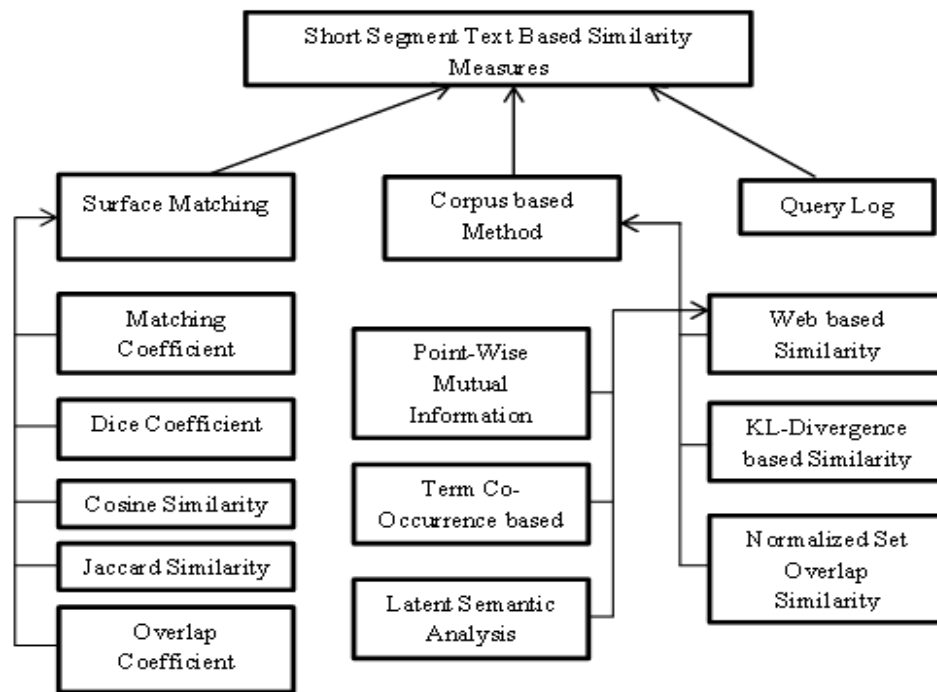 Short Segment Text Based Similarity
Measures
Surface Matching
Corpus based
Method
Query Log
Matching
Coefficient
Dice Coefficient
Cosine Similarity
Jaccard Similarity
Overlap
Coefficient
Point-Wise
Mutual
Information
Term Co-
Occurrence based
Latent Semantic
Analysis
Web based
Similarity
KL-Divergence
based Similarity
Normalized Set
Overlap
Similarity